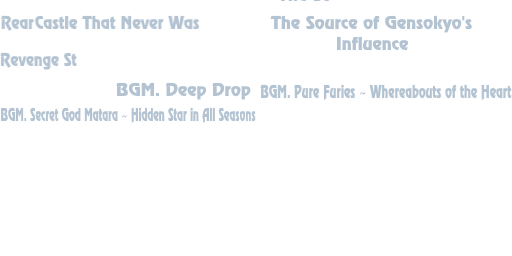 RearCastle That Never Was
The Source of Gensokyo's
Influence
Revenge St
BGM. Deep Drop
BGM. Pure Furies ~ Whereabouts of the Heart
BGM. Secret God Matara ~ Hidden Star in All Seasons